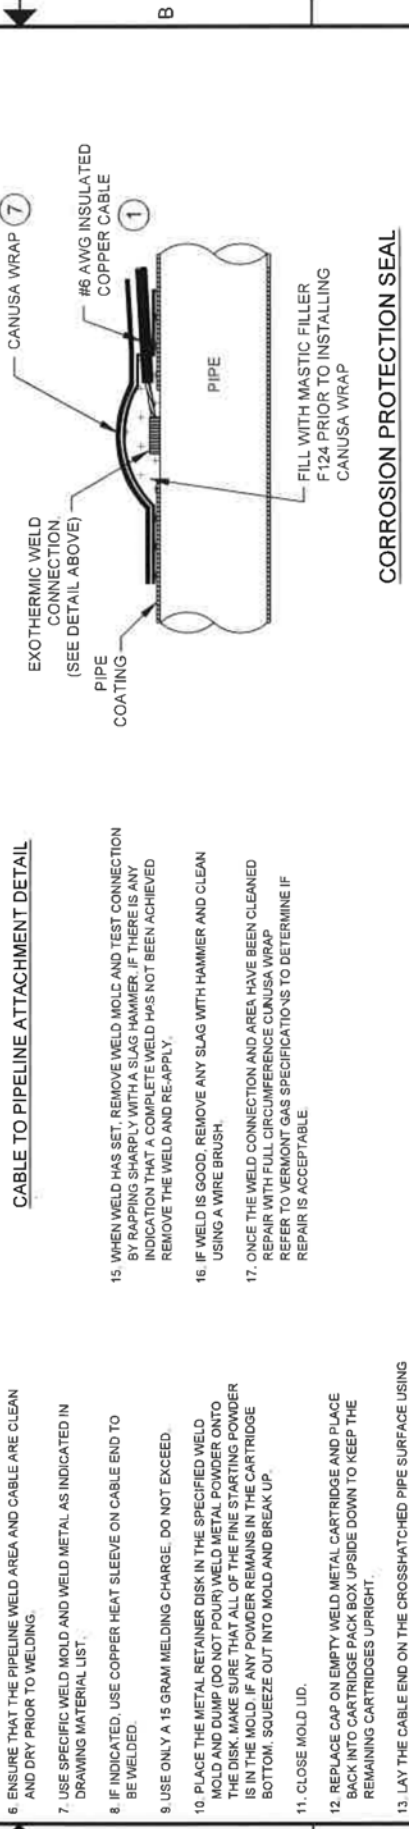 6. ENSURE THAT THE PIPELINE WELD AREA AND CABLE ARE CLEAN
AND DRY PRIOR TO WELDING.
7. USE SPECIFIC WELD MOLD AND WELD METAL AS INDICATED IN
DRAWING MATERIAL LIST.
8. IF INDICATED, USE COPPER HEAT SLEEVE ON CABLE END TO
BE WELDED.
9. USE ONLY A 15 GRAM MELDING CHARGE, DO NOT EXCEED.
10. PLACE THE METAL RETAINER DISK IN THE SPECIFIED WELD
MOLD AND DUMP (DO NOT POUR) WELD METAL POWDER ONTO
THE DISK. MAKE SURE THAT ALL OF THE FINE STARTING POWDER
IS IN THE MOLD. IF ANY POWDER REMAINS IN THE CARTRIDGE
BOTTOM, SQUEEZE OUT INTO MOLD AND BREAK UP.
11. CLOSE MOLD LID.
12. REPLACE CAP ON EMPTY WELD METAL CARTRIDGE AND PLACE
BACK INTO CARTRIDGE PACK BOX UPSIDE DOWN TO KEEP THE
REMAINING CARTRIDGES UPRIGHT.
13. LAY THE CABLE END ON THE CROSSHATCHED PIPE SURFACE USING
CABLE TO PIPELINE ATTACHMENT DETAIL
15. WHEN WELD HAS SET, REMOVE WELD MOLD AND TEST CONNECTION
BY RAPPING SHARPLY WITH A SLAG HAMMER. IF THERE IS ANY
INDICATION THAT A COMPLETE WELD HAS NOT BEEN ACHIEVED
REMOVE THE WELD AND RE-APPLY.
16. IF WELD IS GOOD, REMOVE ANY SLAG WITH HAMMER AND CLEAN
USING A WIRE BRUSH.
17. ONCE THE WELD CONNECTION AND AREA HAVE BEEN CLEANED
REPAIR WITH FULL CIRCUMFERENCE CUNUSA WRAP
REFER TO VERMONT GAS SPECIFICATIONS TO DETERMINE IF
REPAIR IS ACCEPTABLE.
EXOTHERMIC WELD
CONNECTION.
(SEE DETAIL ABOVE)
PIPE
COATING
CANUSA WRAP 7
#6 AWG INSULATED
COPPER CABLE
1
PIPE
FILL WITH MASTIC FILLER
F124 PRIOR TO INSTALLING
CANUSA WRAP
CORROSION PROTECTION SEAL
B